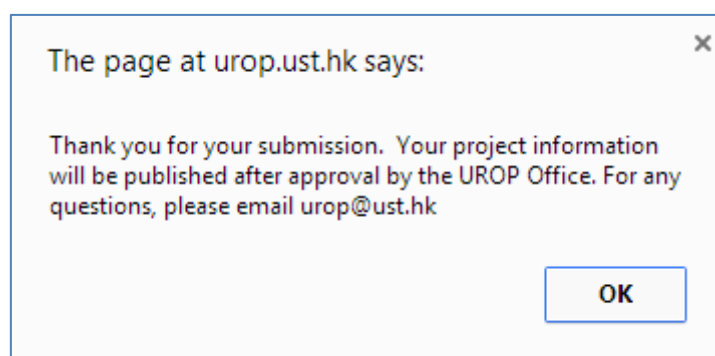 The page at urop.ust.hk says:
Thank you for your submission.  Your project information
will be published after approval by the UROP Office. For any
questions, please email urop@ust.hk
OK